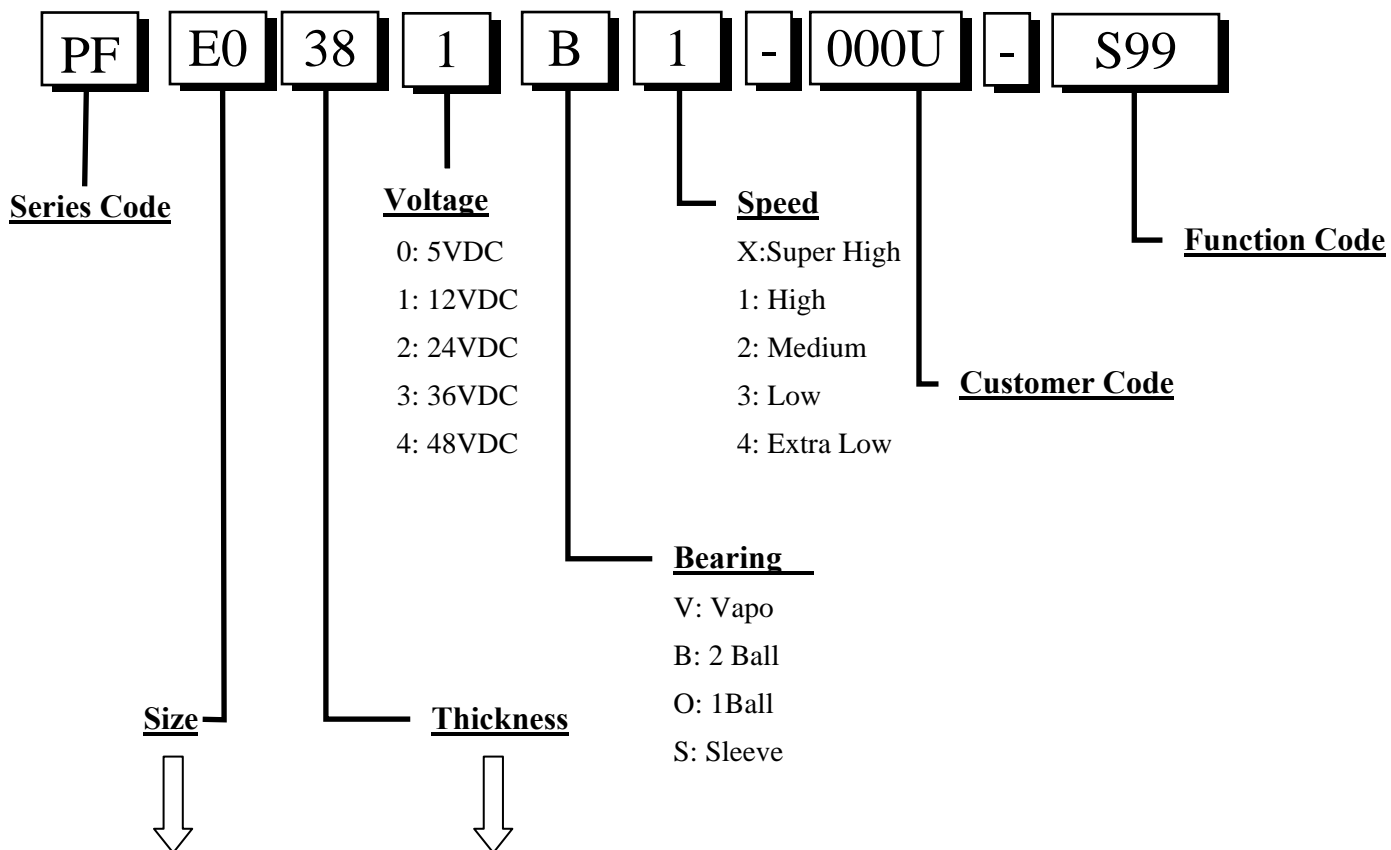 PF E0 38 1 B 1 - 000U - S99
Series Code
Voltage
0: 5VDC
1: 12VDC
2: 24VDC
3: 36VDC
4: 48VDC
Speed
X:Super High
1: High
2: Medium
3: Low
4: Extra Low
Function Code
Customer Code
Bearing
V: Vapo
B: 2 Ball
O: 1Ball
S: Sleeve
Size
Thickness